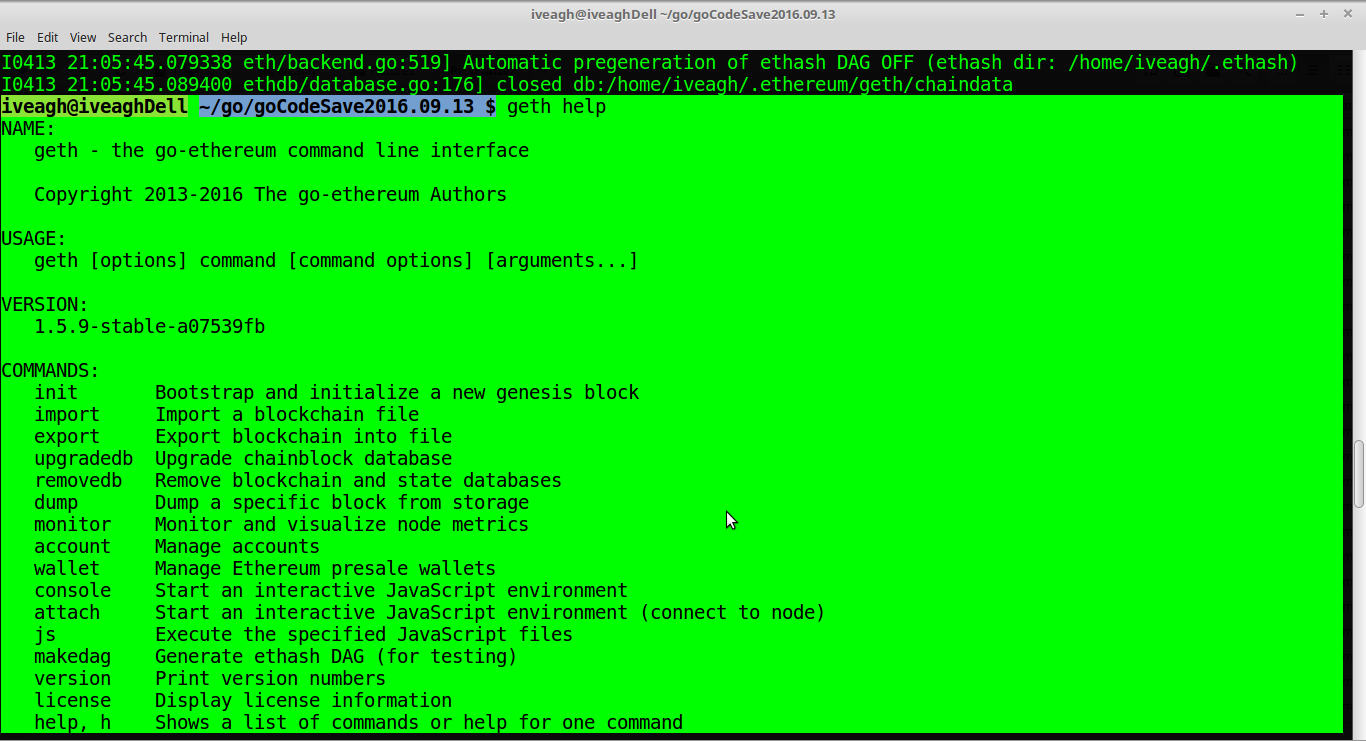 iveagh@iveaghDell ~/go/goCodeSave2016.09.13
File Edit View Search Terminal Help
I0413 21:05:45.079338 eth/backend.go:519] Automatic pregeneration of ethash DAG OFF (ethash dir: /home/iveagh/.ethash)
I0413 21:05:45.089400 ethdb/database.go:176] closed db:/home/iveagh/.ethereum/geth/chaindata
iveagh@iveaghDell ~/go/goCodeSave2016.09.13 $ geth help
NAME:
   geth - the go-ethereum command line interface

   Copyright 2013-2016 The go-ethereum Authors

USAGE:
   geth [options] command [command options] [arguments...]

VERSION:
   1.5.9-stable-a07539fb

COMMANDS:
   init       Bootstrap and initialize a new genesis block
   import     Import a blockchain file
   export     Export blockchain into file
   upgradedb  Upgrade chainblock database
   removedb   Remove blockchain and state databases
   dump       Dump a specific block from storage
   monitor    Monitor and visualize node metrics
   account    Manage accounts
   wallet     Manage Ethereum presale wallets
   console    Start an interactive JavaScript environment
   attach     Start an interactive JavaScript environment (connect to node)
   js         Execute the specified JavaScript files
   makedag    Generate ethash DAG (for testing)
   version    Print version numbers
   license    Display license information
   help, h    Shows a list of commands or help for one command